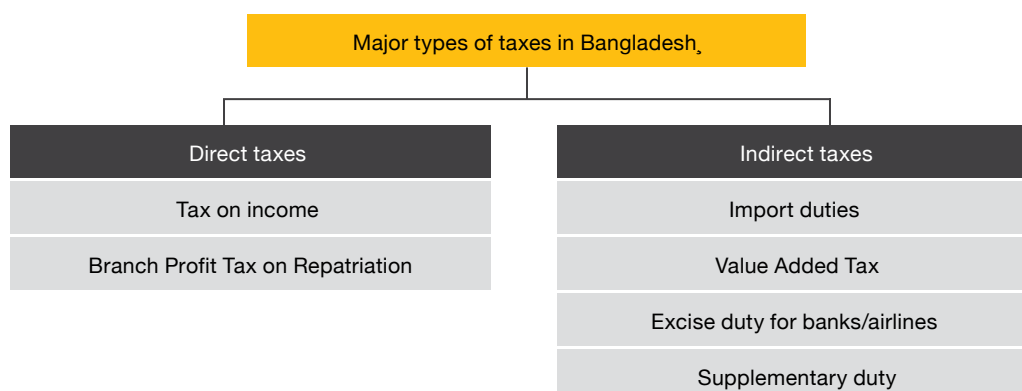 Major types of taxes in Bangladesh¸
Direct taxes
Tax on income
Branch Profit Tax on Repatriation
Indirect taxes
Import duties
Value Added Tax
Excise duty for banks/airlines
Supplementary duty